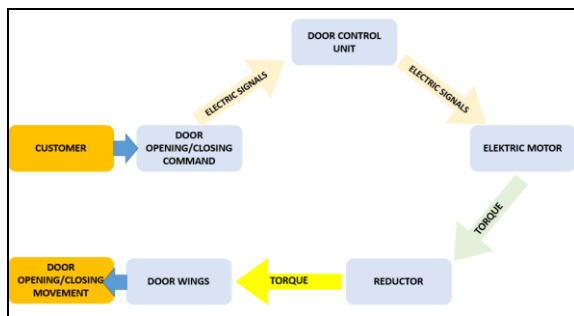 DOOR CONTROL
UNIT
ELECTRIC SIGNALS
ELECTRIC SIGNALS
CUSTOMER
DOOR
OPENING/CLOSING
COMMAND
ELEKTRIC MOTOR
TORQUE
DOOR
OPENING/CLOSING
MOVEMENT
DOOR WINGS
TORQUE
REDUCTOR